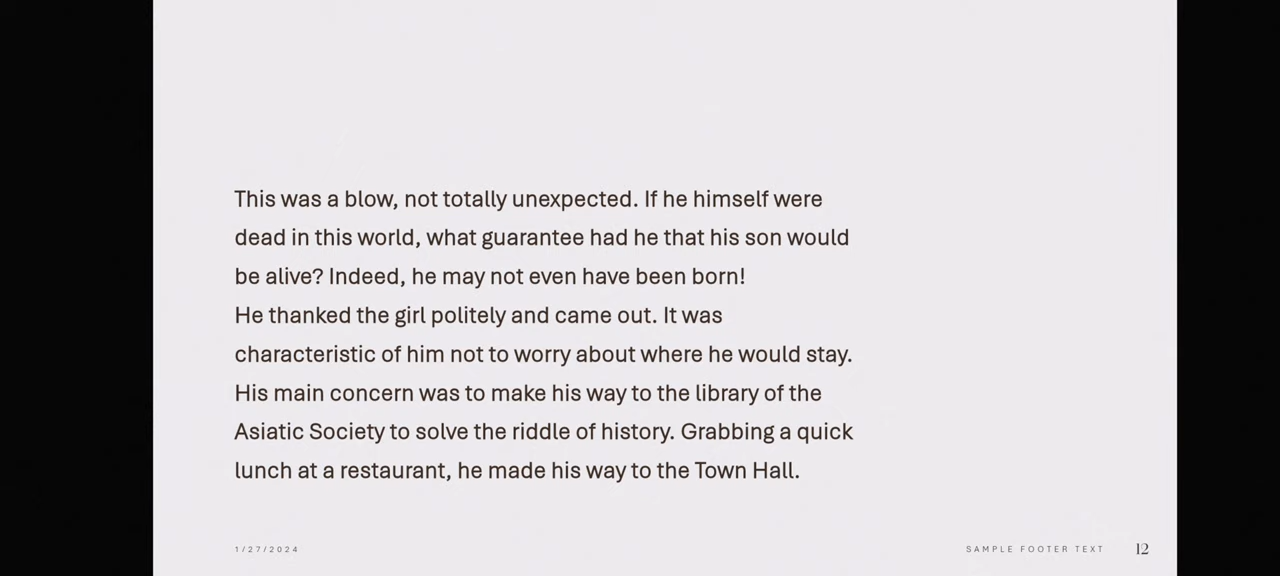 This was a blow, not totally unexpected. If he himself were
dead in this world, what guarantee had he that his son would
be alive? Indeed, he may not even have been born!
He thanked the girl politely and came out. It was
characteristic of him not to worry about where he would stay.
His main concern was to make his way to the library of the
Asiatic Society to solve the riddle of history. Grabbing a quick
lunch at a restaurant, he made his way to the Town Hall.
1/27/2024
SAMPLE FOOTER TEXT
12